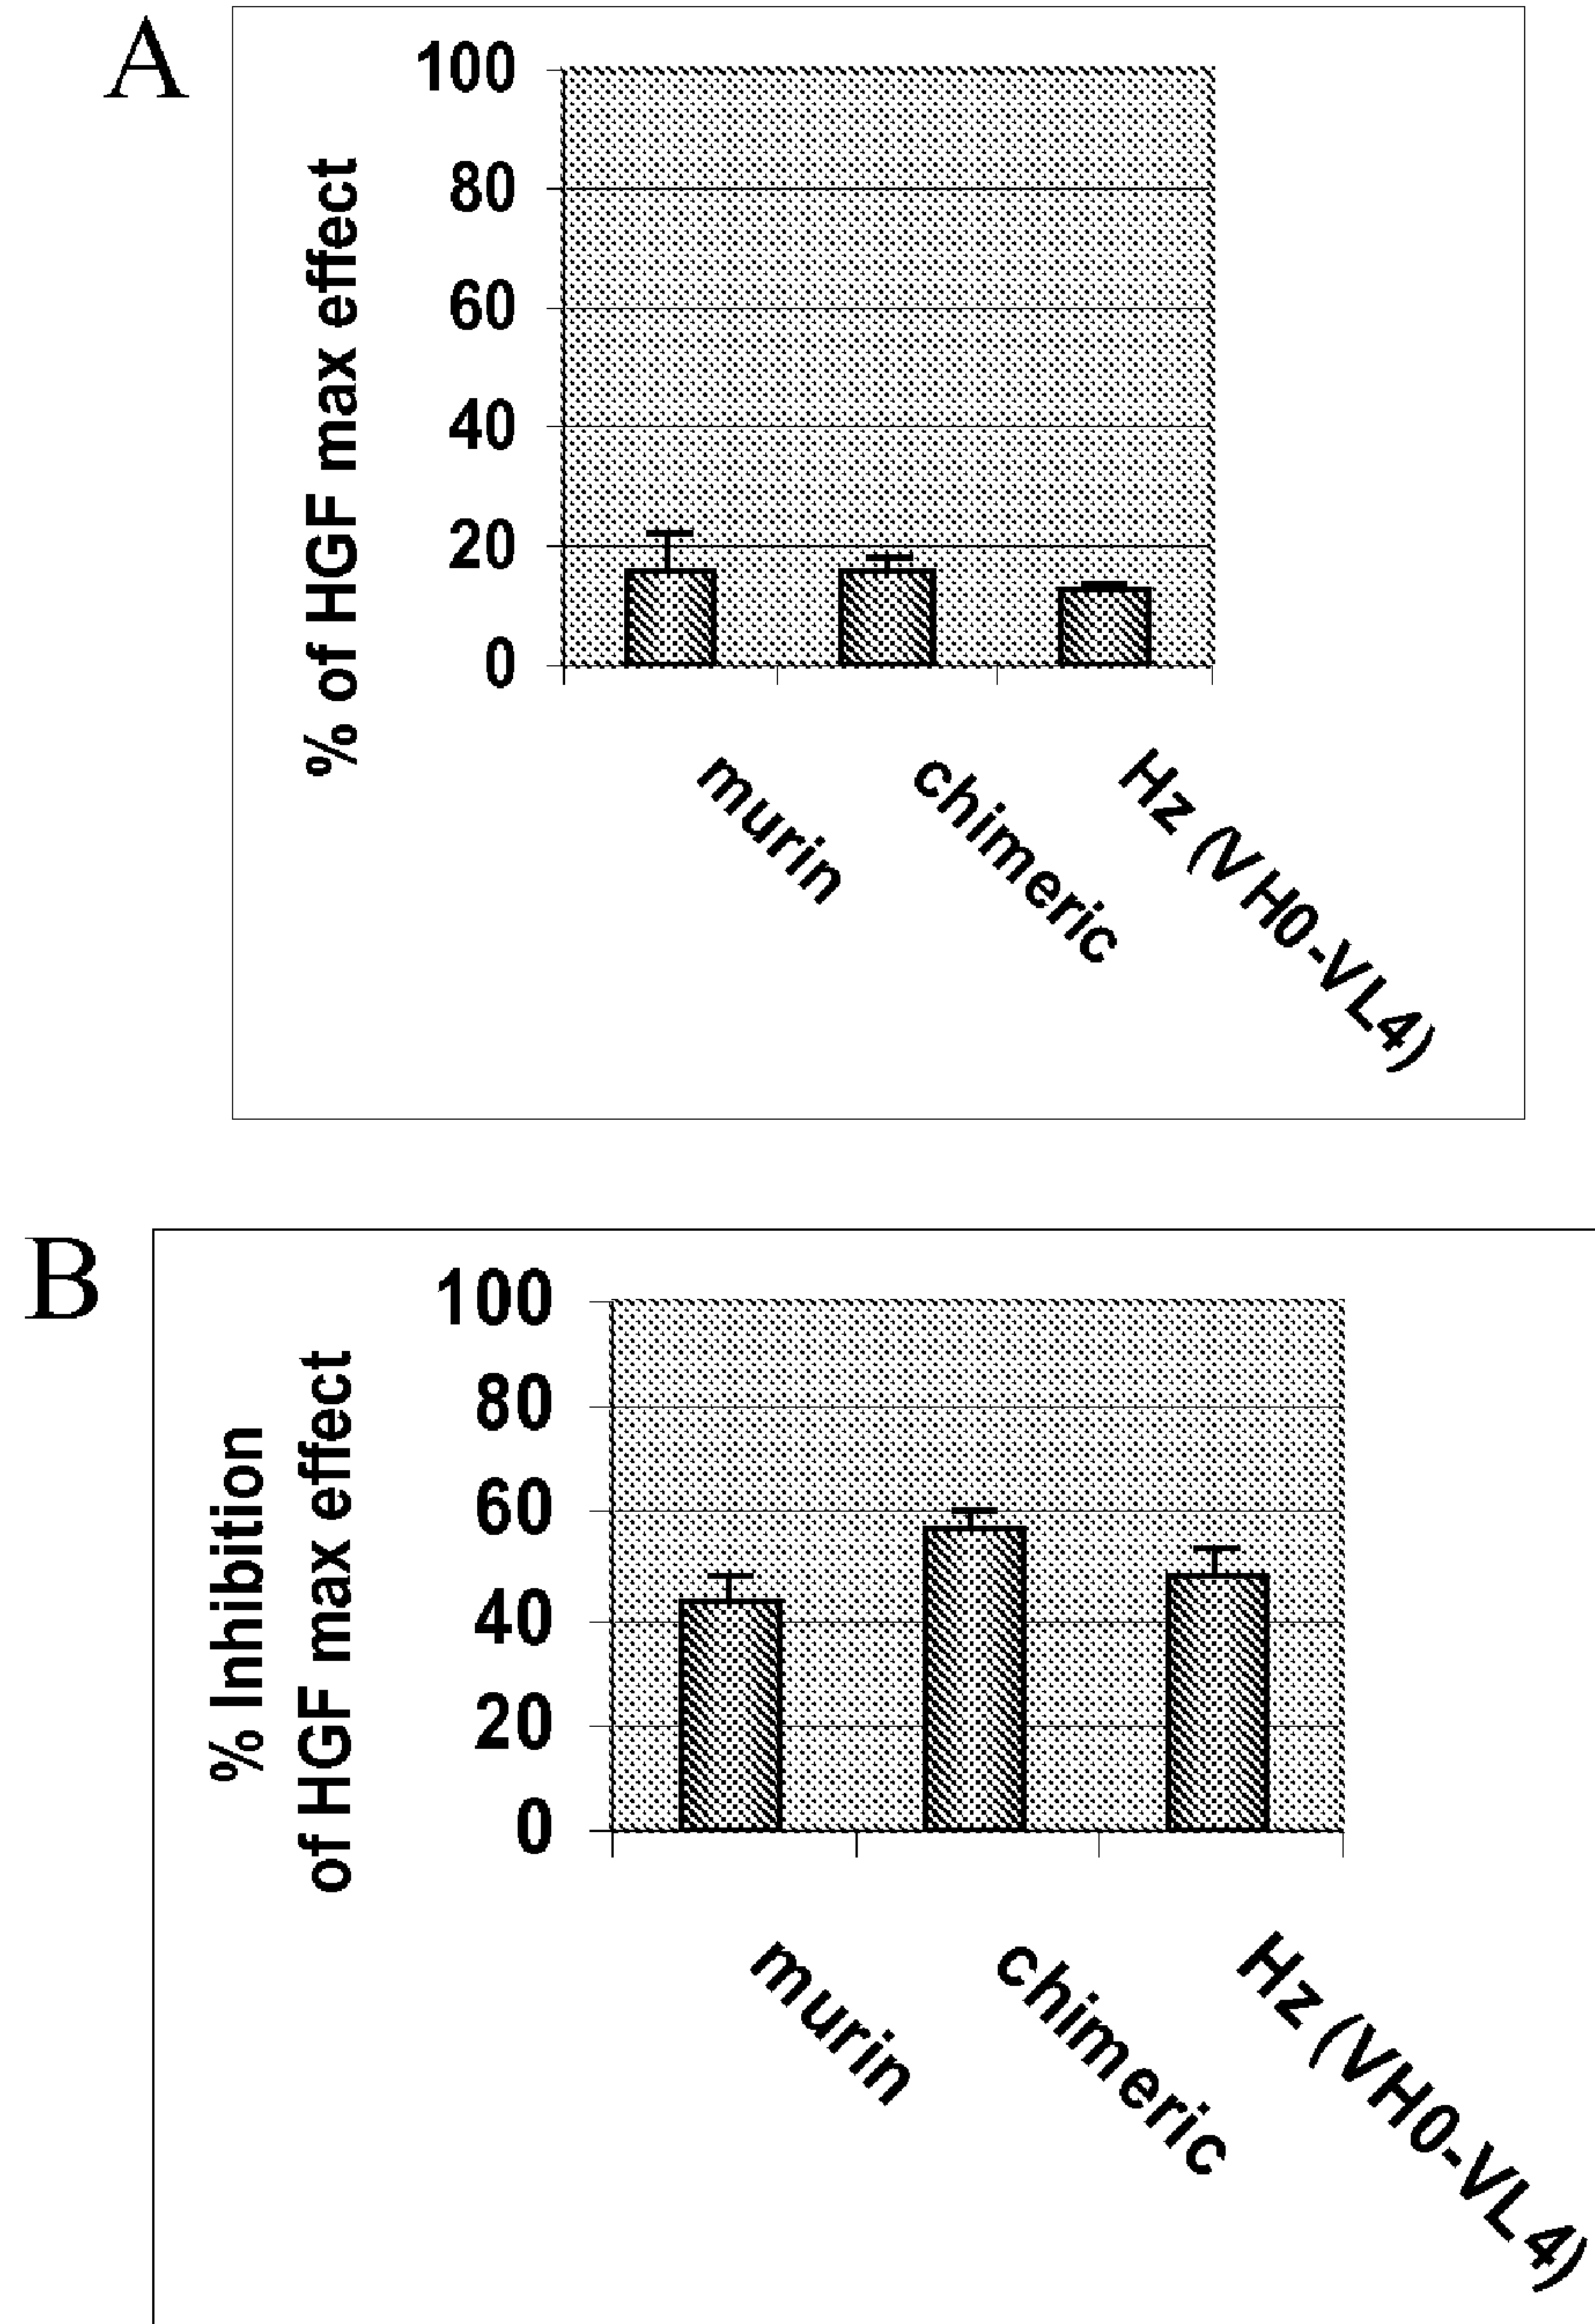 A
% of HGF max effect
100
80
60
40
20
0
murin
chimeric
Hz (VH0-VL4)
B
% Inhibition
of HGF max effect
100
80
60
40
20
0
murin
chimeric
Hz (VH0-VL4)